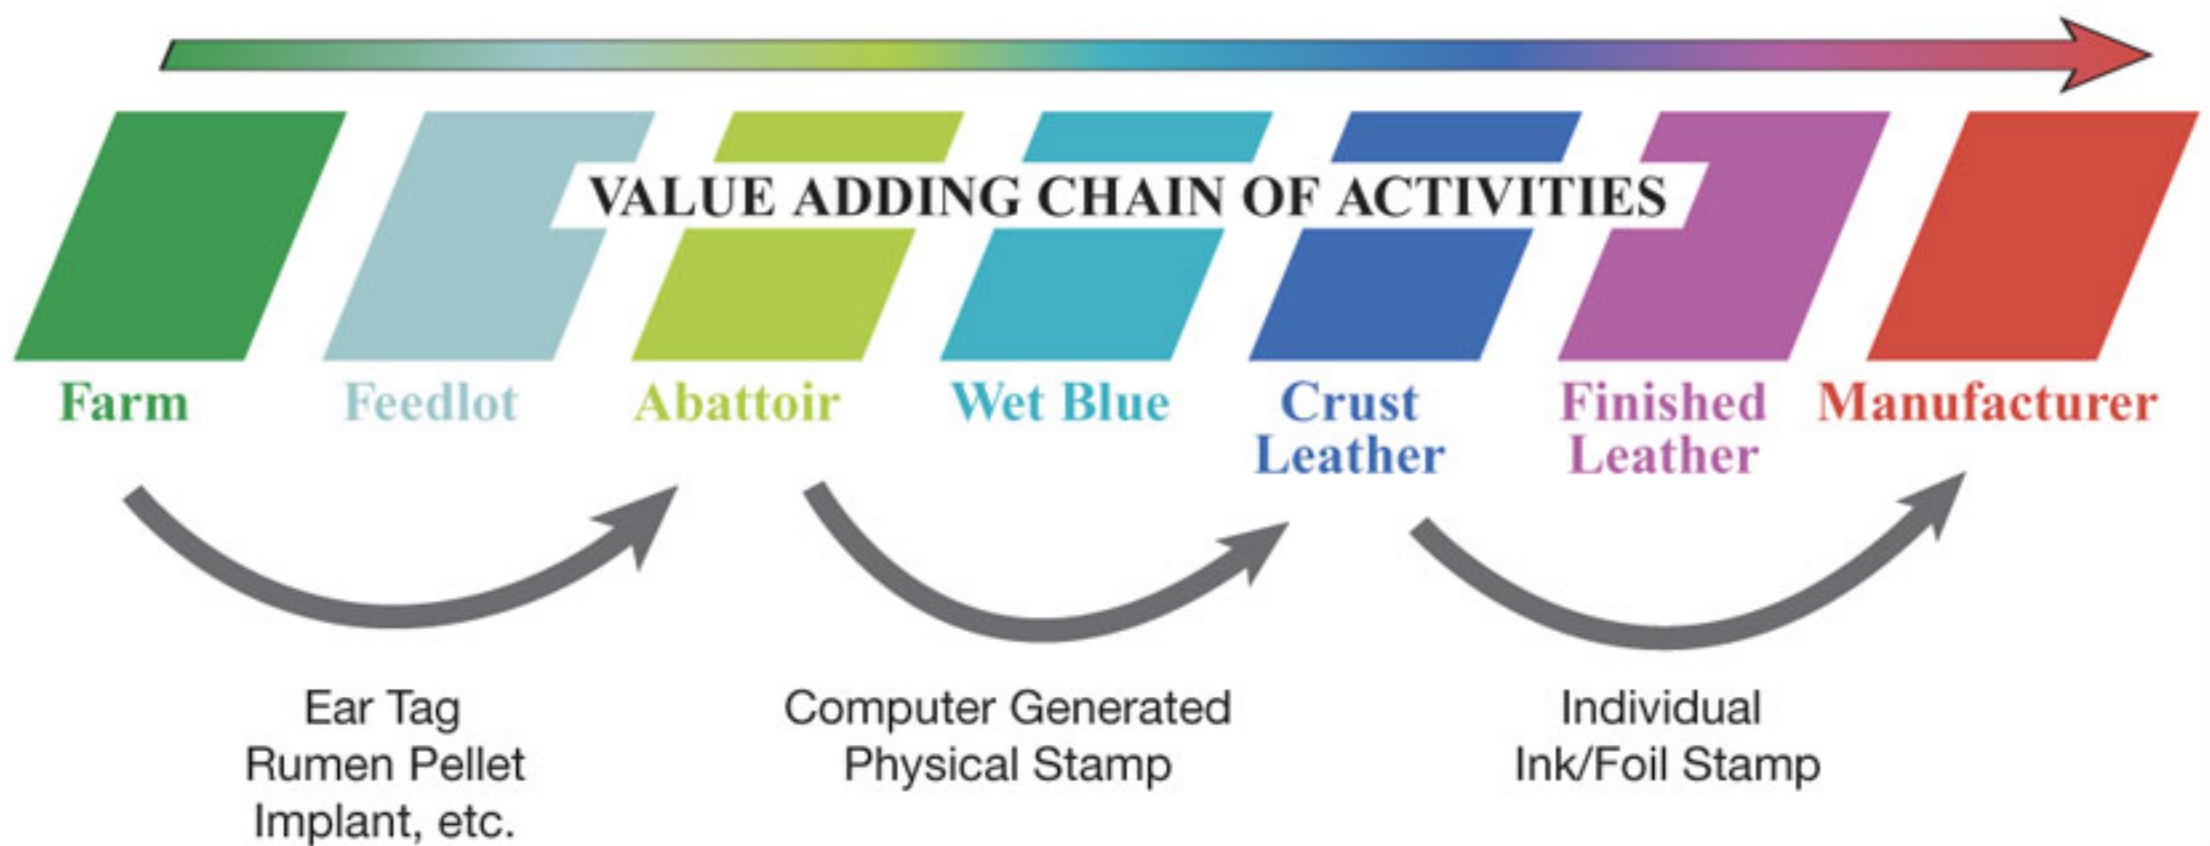 VALUE ADDING CHAIN OF ACTIVITIES
Farm
Feedlot
Abattoir
Wet Blue
Crust
Leather
Finished
Leather
Manufacturer
Ear Tag
Rumen Pellet
Implant, etc.
Computer Generated
Physical Stamp
Individual
Ink/Foil Stamp